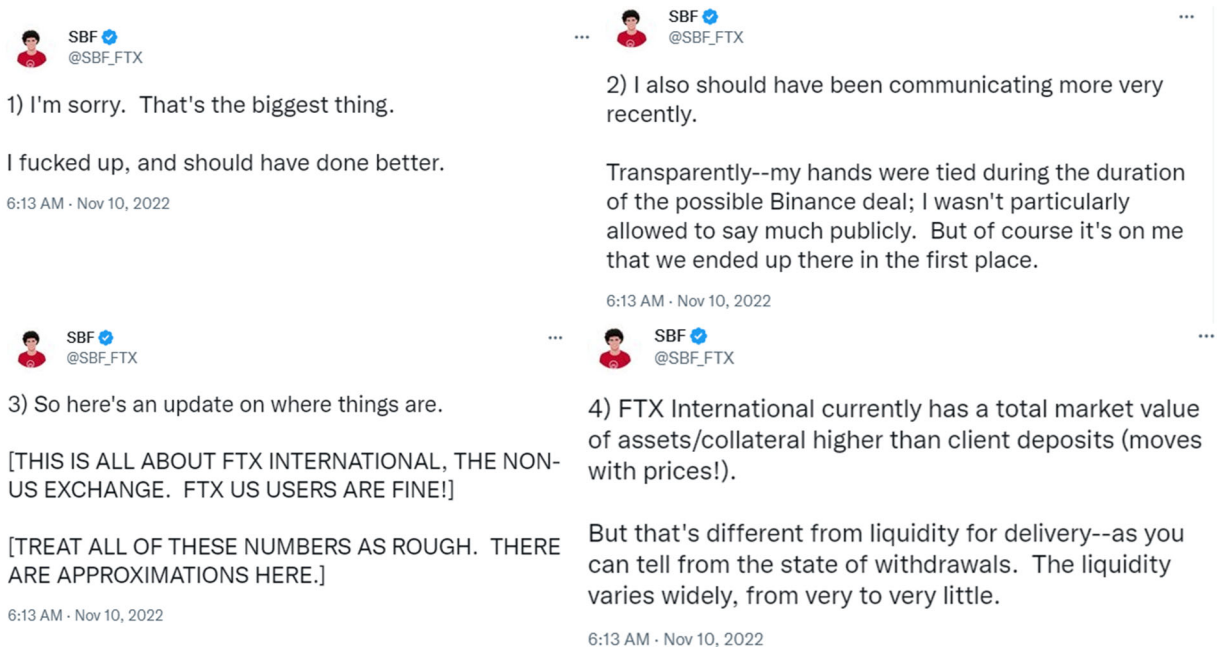 SBF
@SBF_FTX
1) I'm sorry.  That's the biggest thing.
I fucked up, and should have done better.
6:13 AM · Nov 10, 2022
SBF
@SBF_FTX
2) I also should have been communicating more very
recently.
Transparently--my hands were tied during the duration
of the possible Binance deal; I wasn't particularly
allowed to say much publicly.  But of course it's on me
that we ended up there in the first place.
6:13 AM · Nov 10, 2022
SBF
@SBF_FTX
3) So here's an update on where things are.
[THIS IS ALL ABOUT FTX INTERNATIONAL, THE NON-
US EXCHANGE.  FTX US USERS ARE FINE!]
[TREAT ALL OF THESE NUMBERS AS ROUGH.  THERE
ARE APPROXIMATIONS HERE.]
6:13 AM · Nov 10, 2022
SBF
@SBF_FTX
4) FTX International currently has a total market value
of assets/collateral higher than client deposits (moves
with prices!).
But that's different from liquidity for delivery--as you
can tell from the state of withdrawals.  The liquidity
varies widely, from very to very little.
6:13 AM · Nov 10, 2022